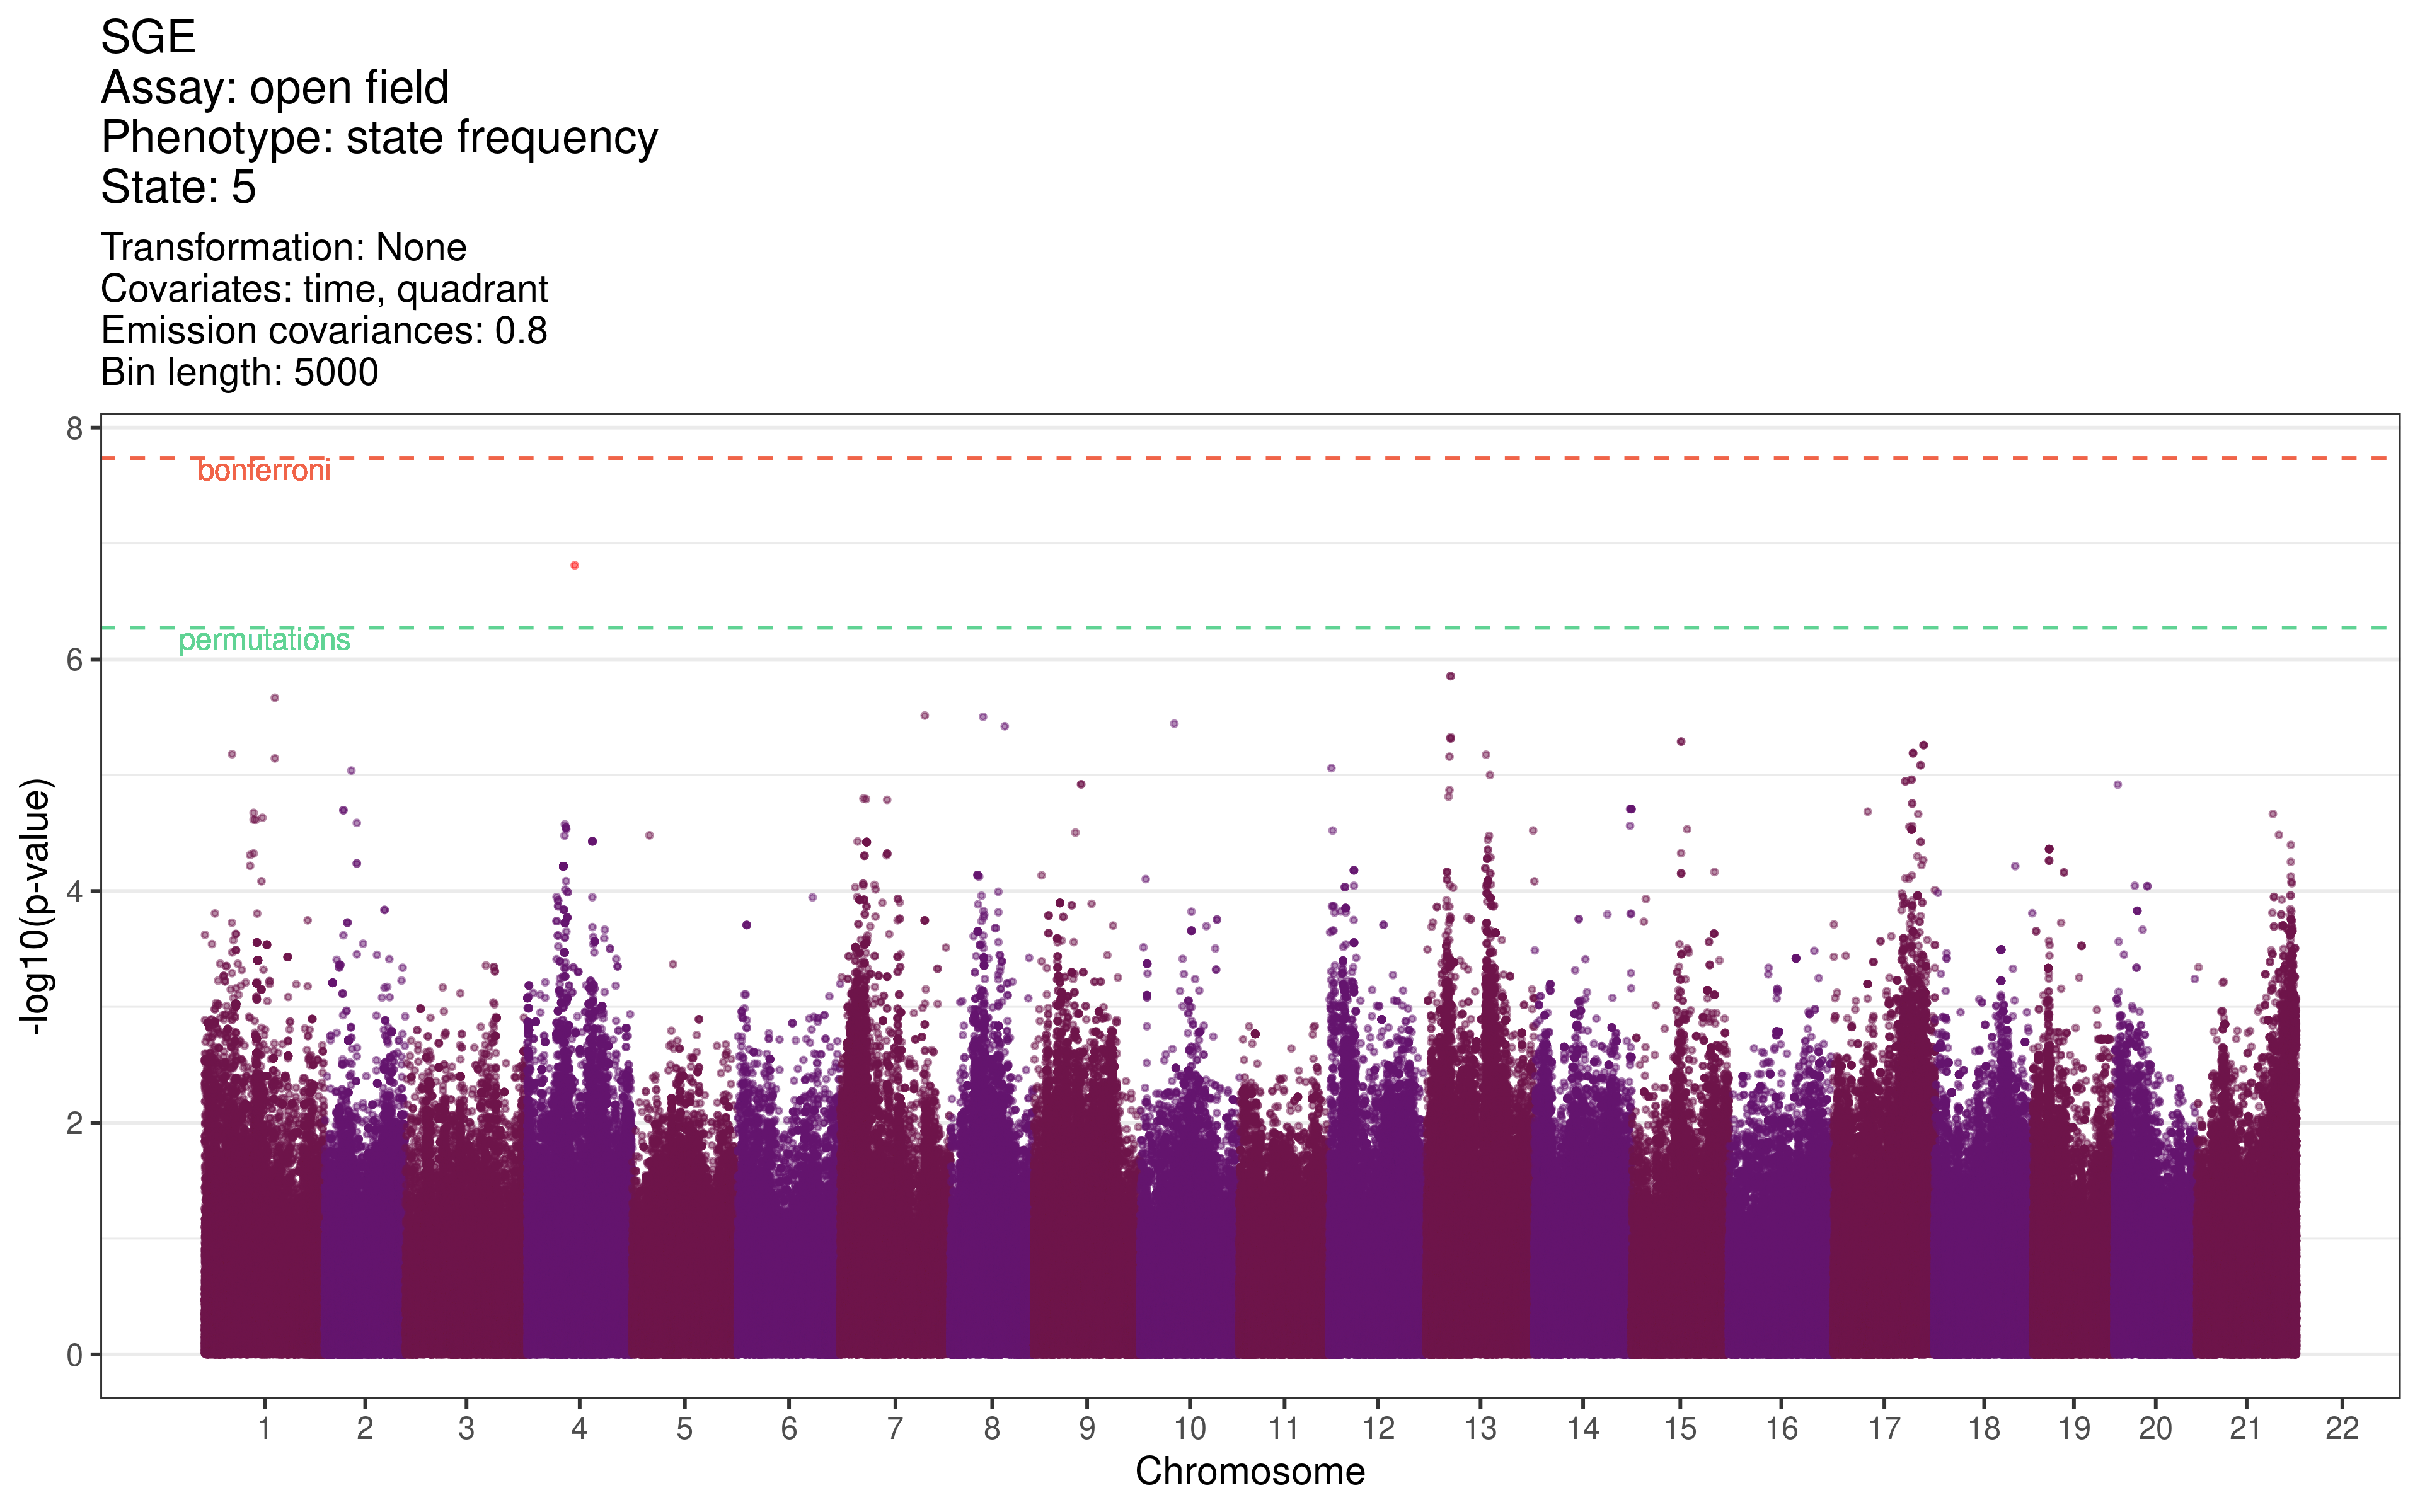 SGE
Assay: open field
Phenotype: state frequency
State: 5
Transformation: None
Covariates: time, quadrant
Emission covariances: 0.8
Bin length: 5000
8
bonferroni
permutations
6
4
2
0
-log10(p-value)
1 2 3 4 5 6 7 8 9 10 11 12 13 14 15 16 17 18 19 20 21 22
Chromosome